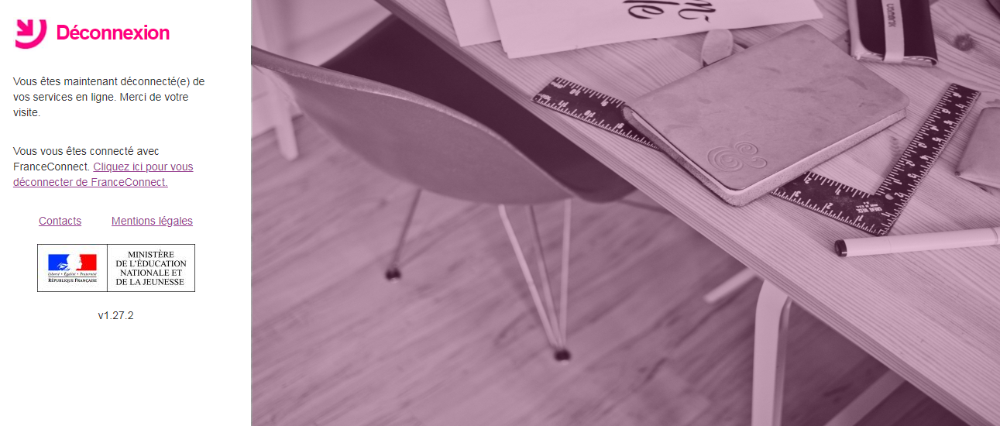 Déconnexion
Vous êtes maintenant déconnecté(e) de
vos services en ligne. Merci de votre
visite.
Vous vous êtes connecté avec
FranceConnect. Cliquez ici pour vous
déconnecter de FranceConnect.
Contacts Mentions légales
Liberté • Égalité • Fraternité
RÉPUBLIQUE FRANÇAISE
MINISTÈRE
DE L'ÉDUCATION
NATIONALE ET
DE LA JEUNESSE
v1.27.2